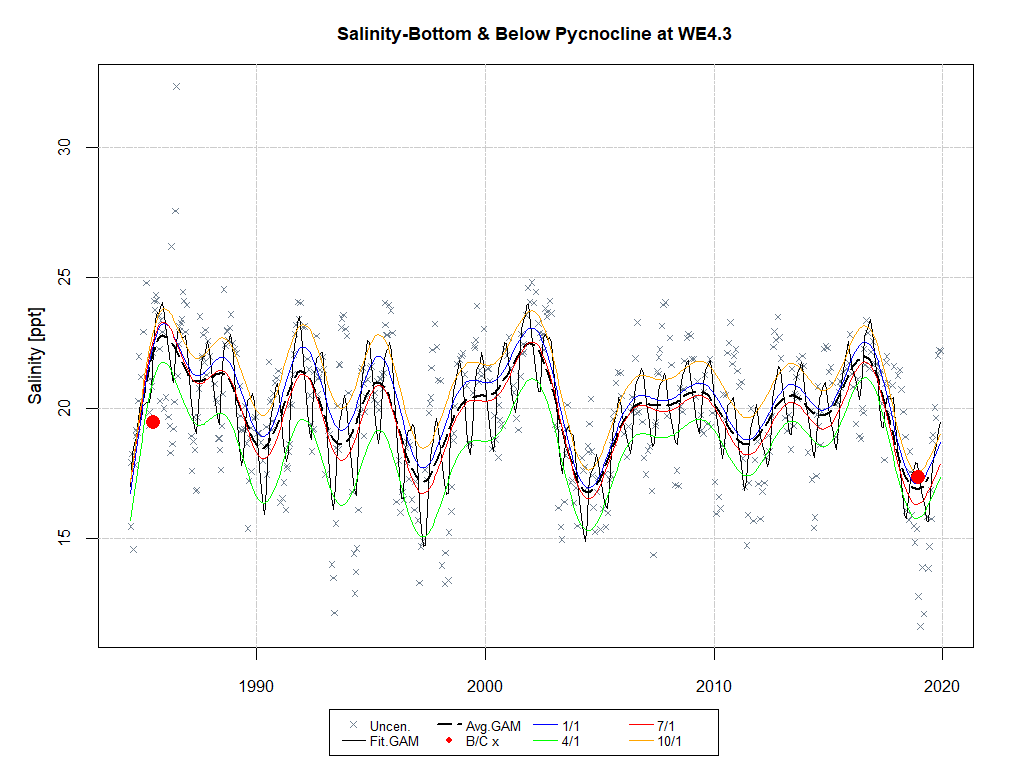 Salinity-Bottom & Below Pycnocline at WE4.3
Salinity [ppt]
30
25
20
15
1990 2000 2010 2020
Uncen. Avg.GAM 1/1 7/1
Fit.GAM B/C x 4/1 10/1